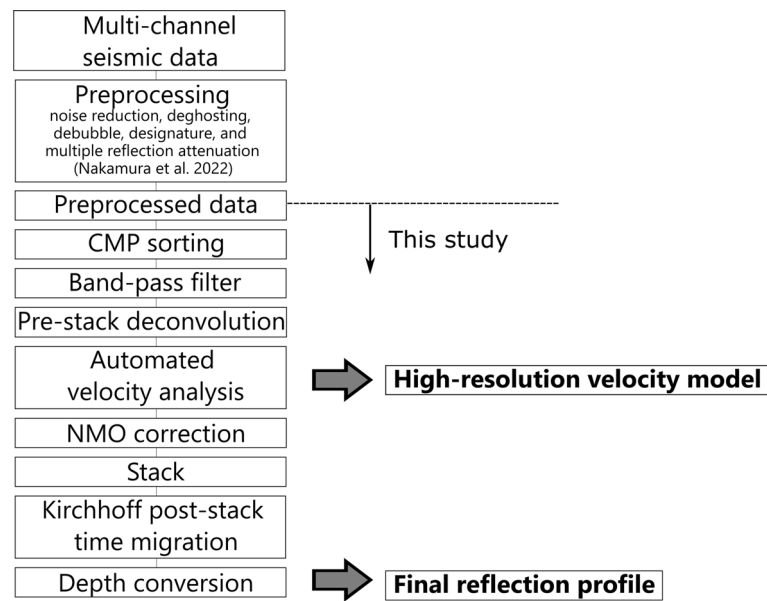 Multi-channel
seismic data
Preprocessing
noise reduction, deghosting,
debubble, designature, and
multiple reflection attenuation
(Nakamura et al. 2022)
Preprocessed data
This study
CMP sorting
Band-pass filter
Pre-stack deconvolution
Automated
velocity analysis
High-resolution velocity model
NMO correction
Stack
Kirchhoff post-stack
time migration
Depth conversion
Final reflection profile